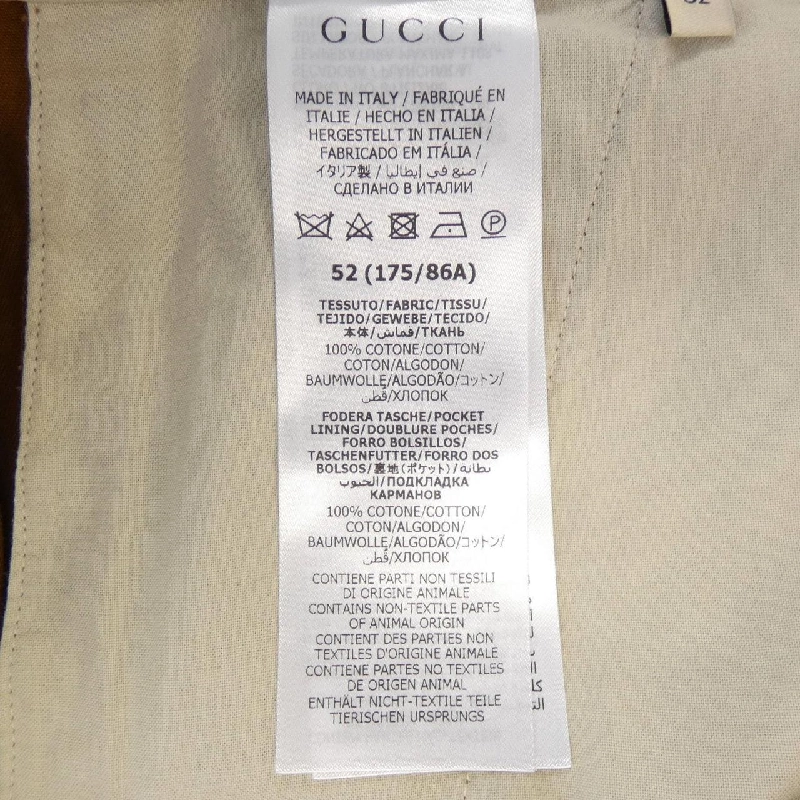 GUCCI
52
MADE IN ITALY / FABRIQUÉ EN
ITALIE / HECHO EN ITALIA /
HERGESTELLT IN ITALIEN /
FABRICADO EM ITÁLIA /
イタリア製 / صنع في إيطاليا /
СДЕЛАНО В ИТАЛИИ
P
52 (175/86A)
TESSUTO/FABRIC/TISSU/
TEJIDO/GEWEBE/TECIDO/
本体/قماش/ТКАНЬ
100% COTONE/COTTON/
COTON/ALGODON/
BAUMWOLLE/ALGODÃO/コットン/
قُطن/ХЛОПОК
FODERA TASCHE/POCKET
LINING/DOUBLURE POCHES/
FORRO BOLSILLOS/
TASCHENFUTTER/FORRO DOS
BOLSOS/裏地(ポケット)/بطانة
الجيوب/ПОДКЛАДКА
КАРМАНОВ
100% COTONE/COTTON/
COTON/ALGODON/
BAUMWOLLE/ALGODÃO/コットン/
قُطن/ХЛОПОК
CONTIENE PARTI NON TESSILI
DI ORIGINE ANIMALE
CONTAINS NON-TEXTILE PARTS
OF ANIMAL ORIGIN
CONTIENT DES PARTIES NON
TEXTILES D'ORIGINE ANIMALE
CONTIENE PARTES NO TEXTILES
DE ORIGEN ANIMAL
ENTHÄLT NICHT-TEXTILE TEILE
TIERISCHEN URSPRUNGS